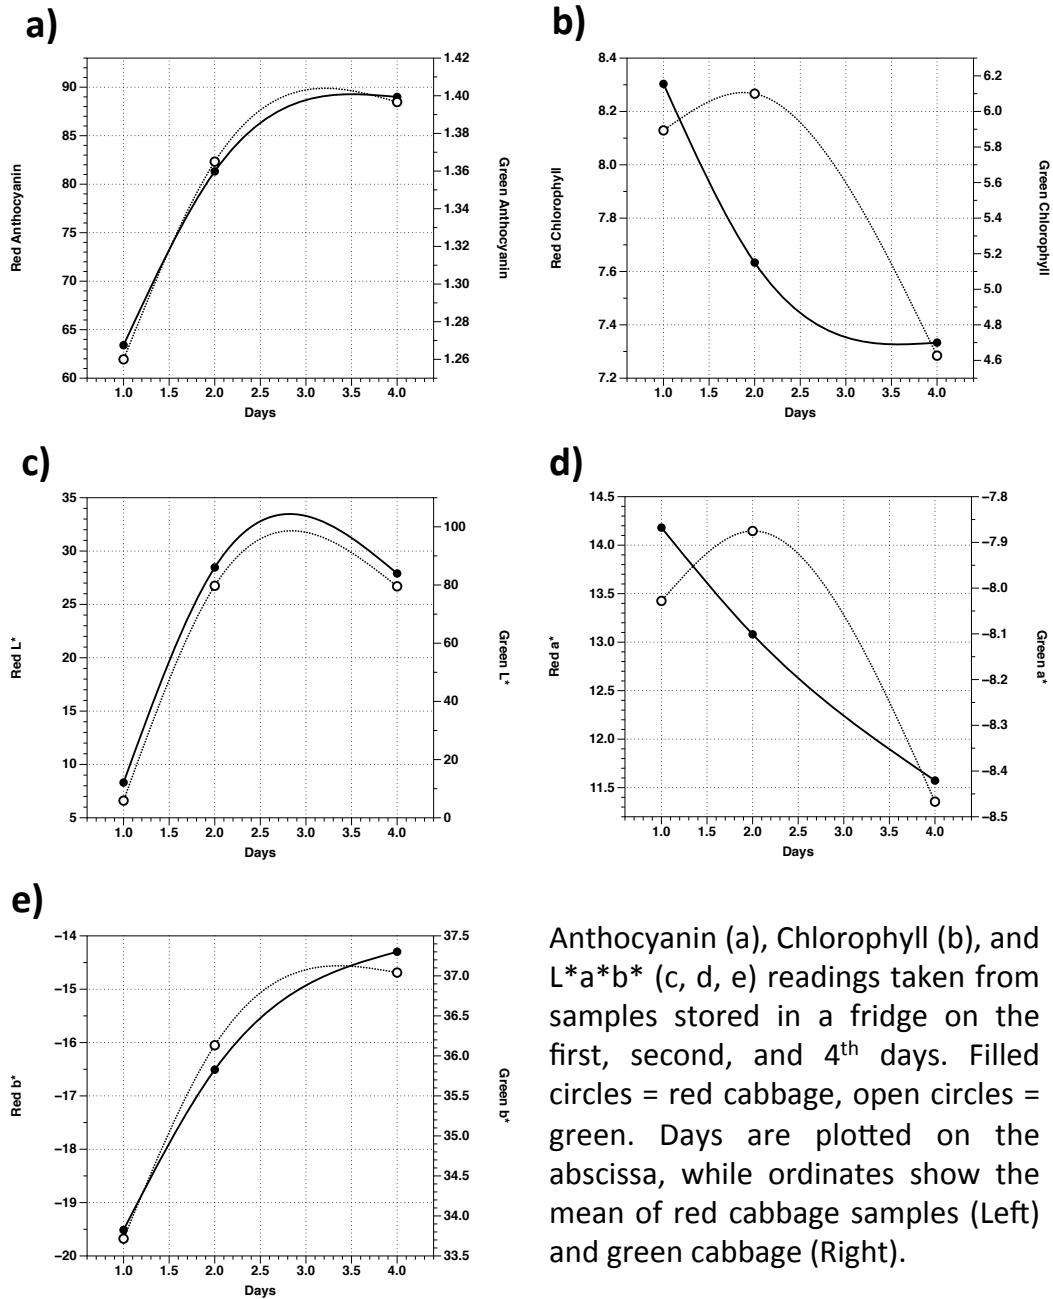 a)
1.42
1.40
1.38
1.36
1.34
1.32
1.30
1.28
1.26
90
85
80
75
70
65
60
Red Anthocyanin
Green Anthocyanin
1.0 1.5 2.0 2.5 3.0 3.5 4.0
Days
b)
8.4
8.2
8.0
7.8
7.6
7.4
7.2
6.2
6.0
5.8
5.6
5.4
5.2
5.0
4.8
4.6
Red Chlorophyll
Green Chlorophyll
1.0 1.5 2.0 2.5 3.0 3.5 4.0
Days
c)
35
30
25
20
15
10
5
100
80
60
40
20
0
Red L*
Green L*
1.0 1.5 2.0 2.5 3.0 3.5 4.0
Days
d)
14.5
14.0
13.5
13.0
12.5
12.0
11.5
−7.8
−7.9
−8.0
−8.1
−8.2
−8.3
−8.4
−8.5
Red a*
Green a*
1.0 1.5 2.0 2.5 3.0 3.5 4.0
Days
e)
−14
−15
−16
−17
−18
−19
−20
37.5
37.0
36.5
36.0
35.5
35.0
34.5
34.0
33.5
Red b*
Green b*
1.0 1.5 2.0 2.5 3.0 3.5 4.0
Days
Anthocyanin (a), Chlorophyll (b), and
L*a*b* (c, d, e) readings taken from
samples stored in a fridge on the
first, second, and 4th days. Filled
circles = red cabbage, open circles =
green. Days are plotted on the
abscissa, while ordinates show the
mean of red cabbage samples (Left)
and green cabbage (Right).